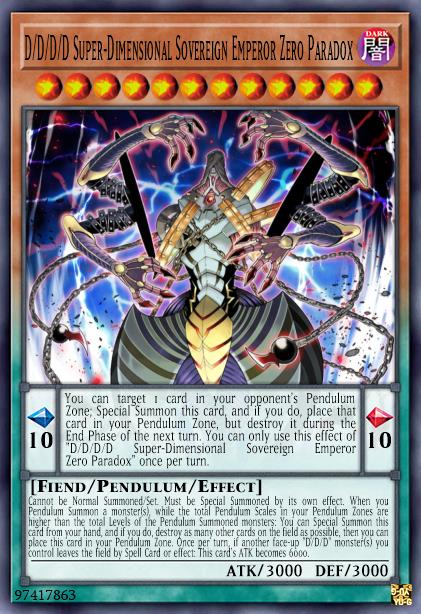 D/D/D/D Super-Dimensional Sovereign Emperor Zero Paradox
DARK
闇
You can target 1 card in your opponent's Pendulum
Zone; Special Summon this card, and if you do, place that
card in your Pendulum Zone, but destroy it during the
End Phase of the next turn. You can only use this effect of
"D/D/D/D Super-Dimensional Sovereign Emperor
Zero Paradox" once per turn.
10
10
[Fiend/Pendulum/Effect]
Cannot be Normal Summoned/Set. Must be Special Summoned by its own effect. When you
Pendulum Summon a monster(s), while the total Pendulum Scales in your Pendulum Zones are
higher than the total Levels of the Pendulum Summoned monsters: You can Special Summon this
card from your hand, and if you do, destroy as many other cards on the field as possible, then you can
place this card in your Pendulum Zone. Once per turn, if another face-up "D/D/D" monster(s) you
control leaves the field by Spell Card or effect: This card's ATK becomes 6000.
ATK/3000 DEF/3000
97417863